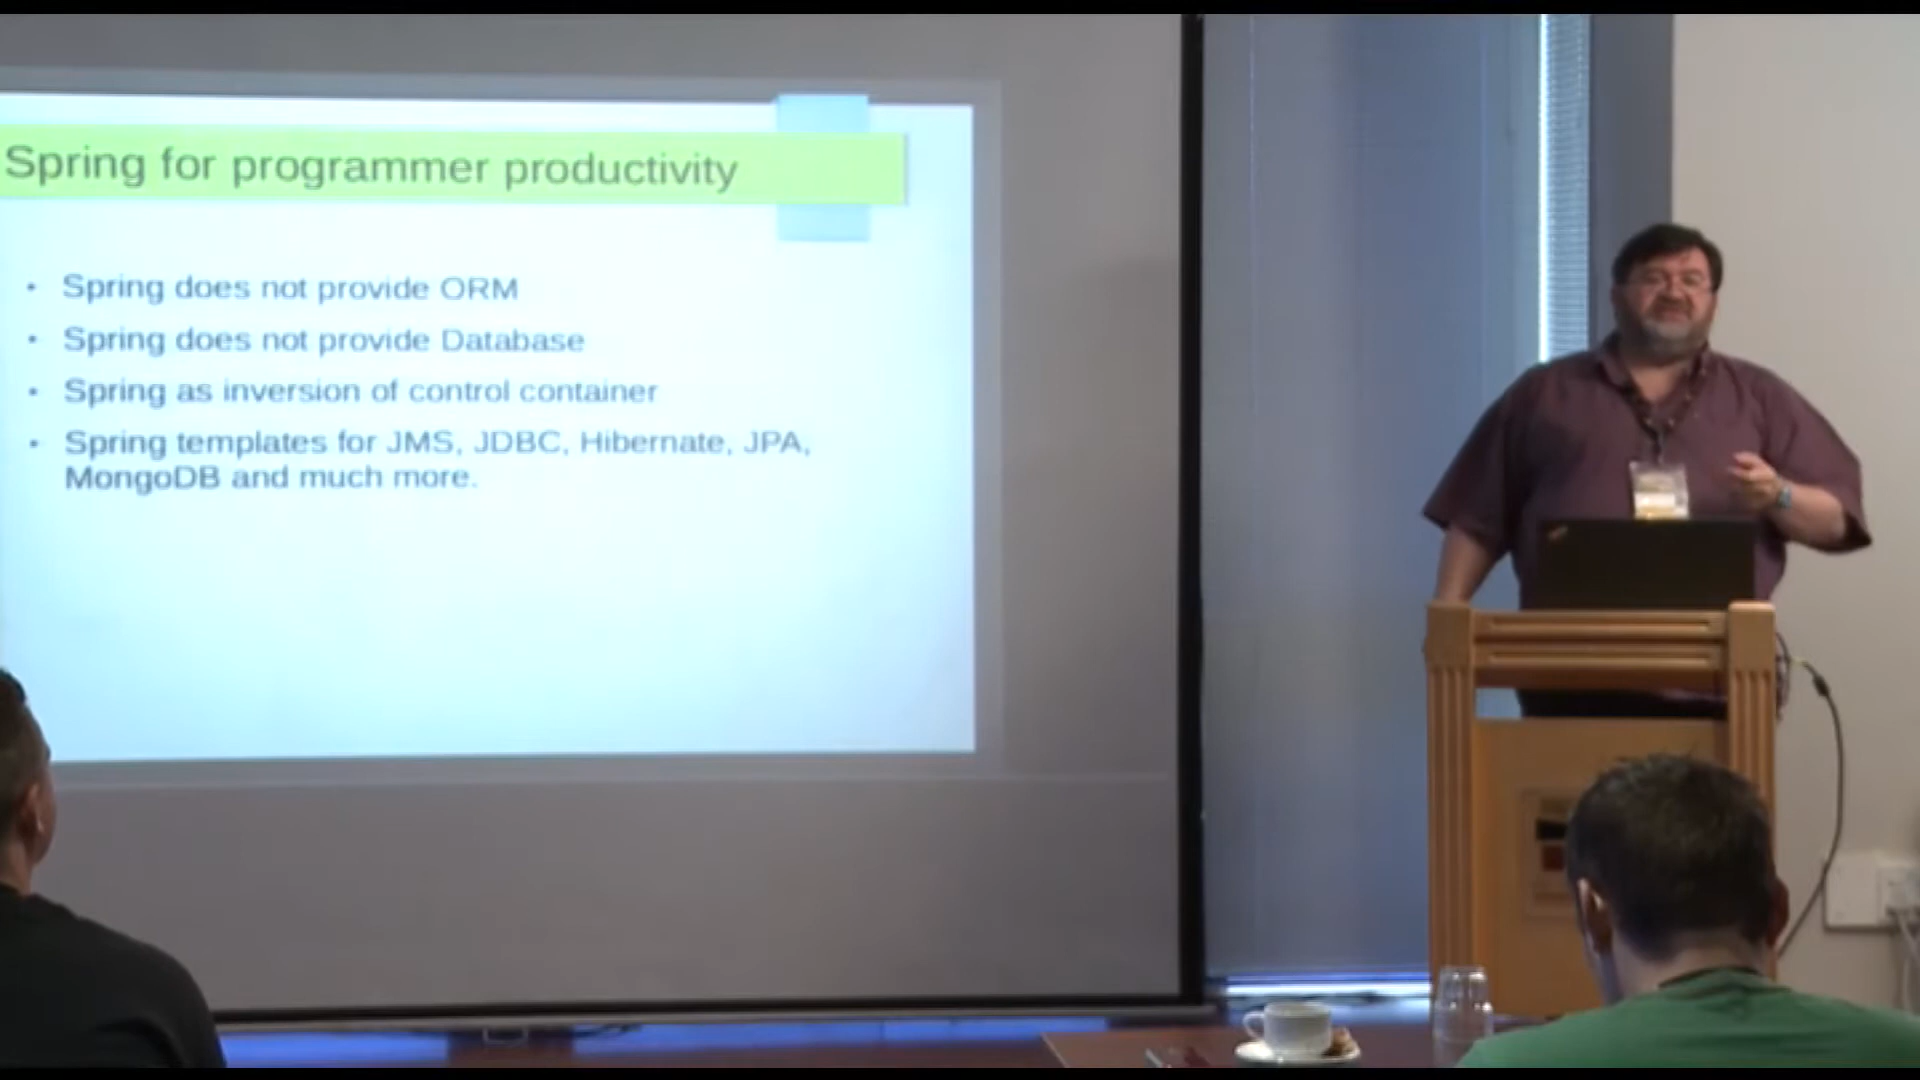 Spring for programmer productivity
• Spring does not provide ORM
• Spring does not provide Database
• Spring as inversion of control container
• Spring templates for JMS, JDBC, Hibernate, JPA,
MongoDB and much more.